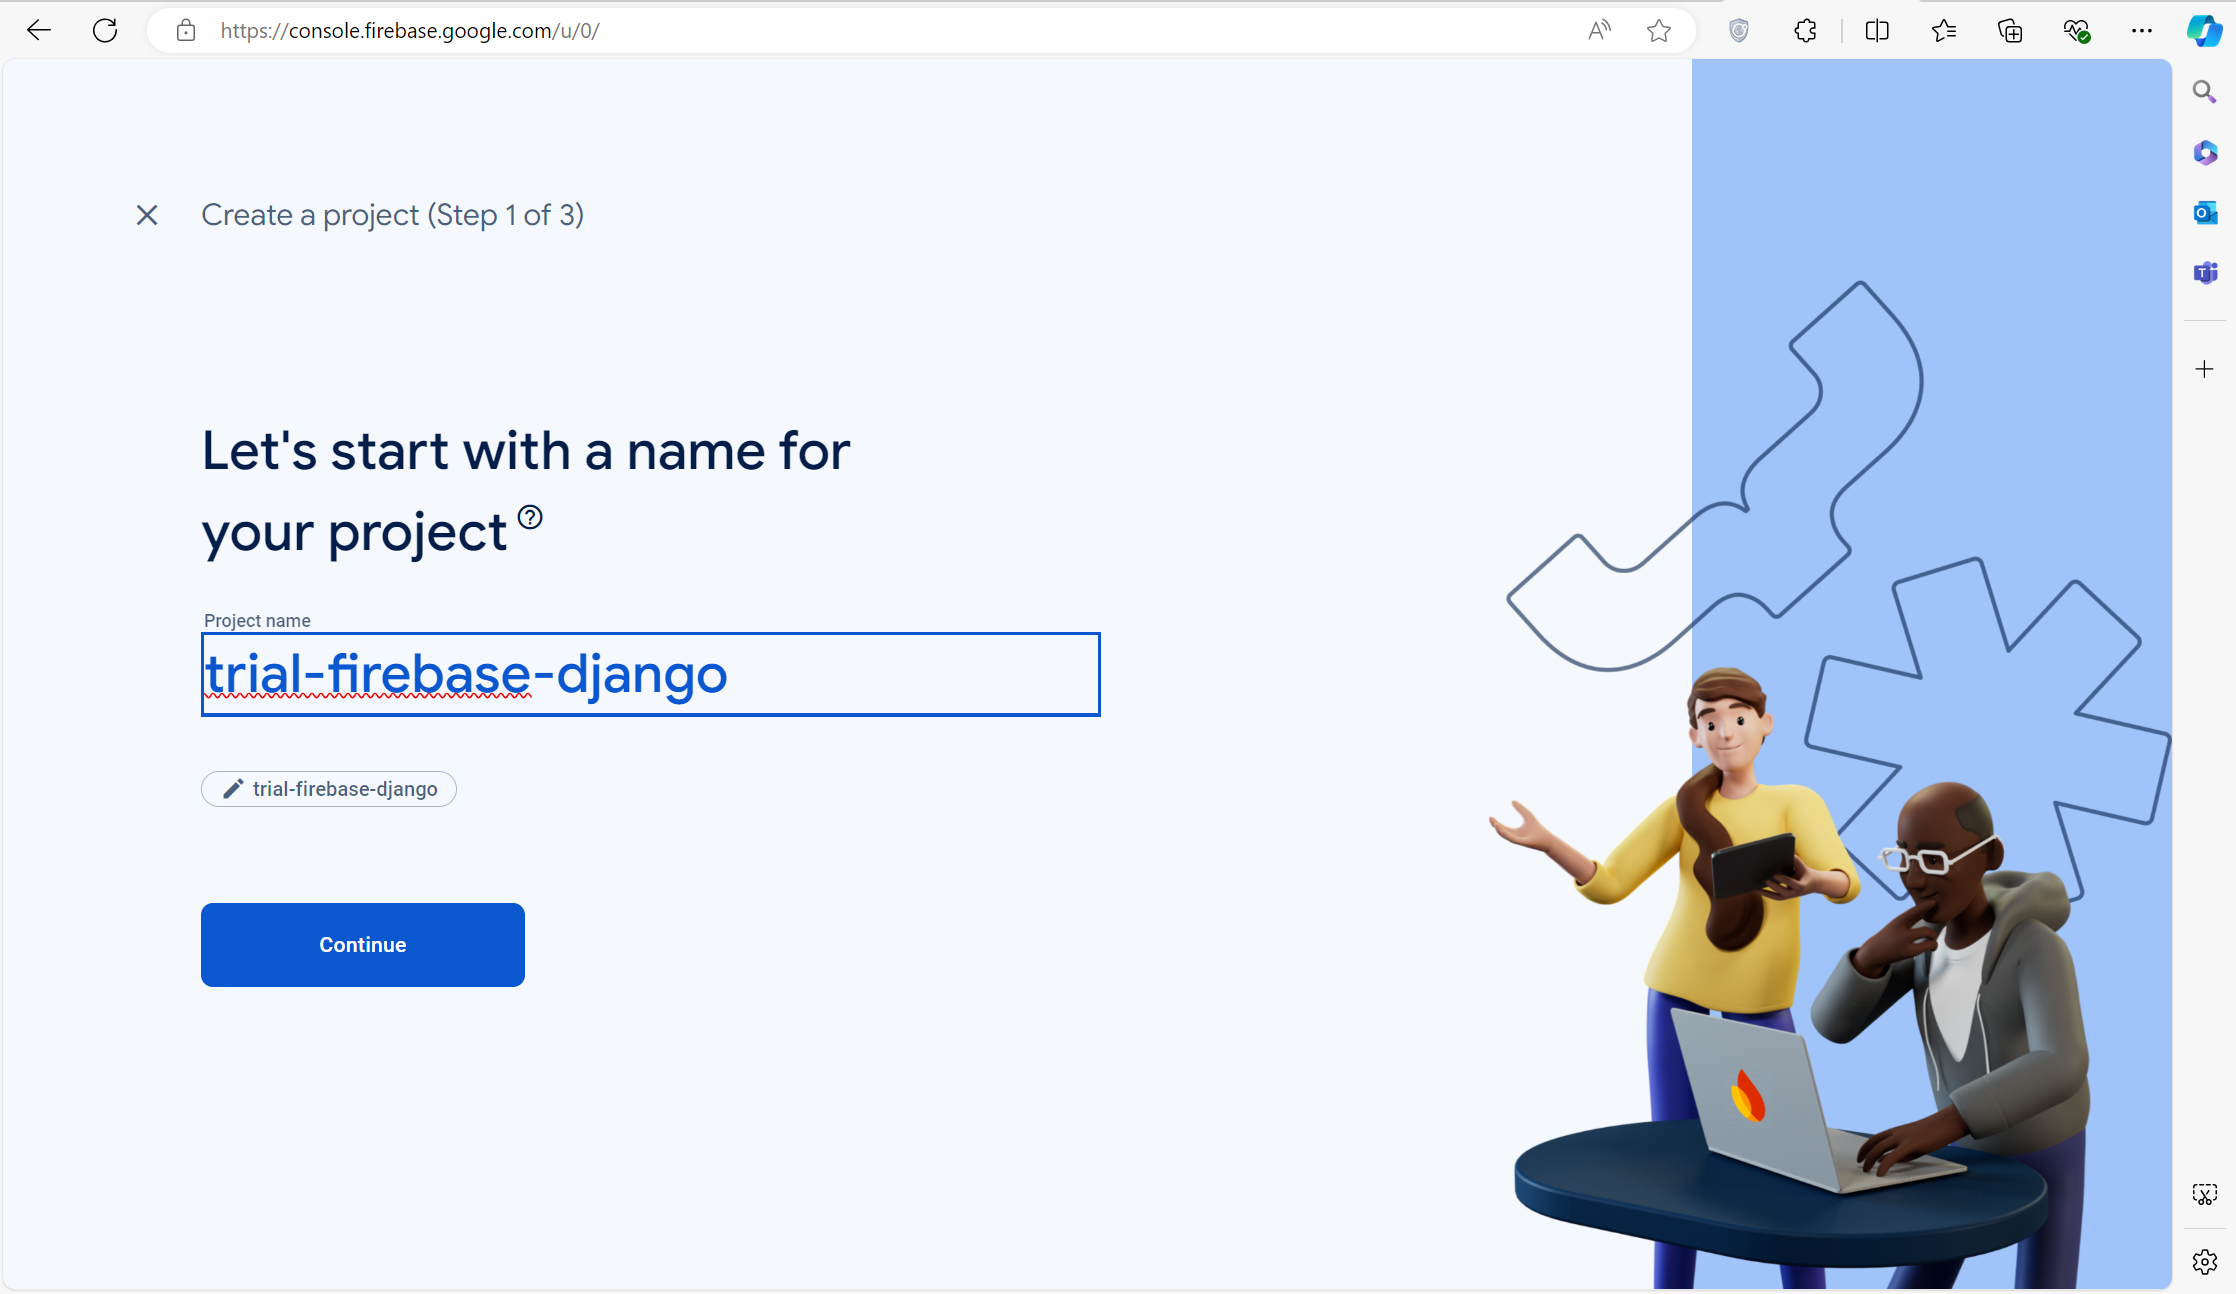 https://console.firebase.google.com/u/0/
Create a project (Step 1 of 3)
Let's start with a name for
your project
Project name
trial-firebase-django
trial-firebase-django
Continue